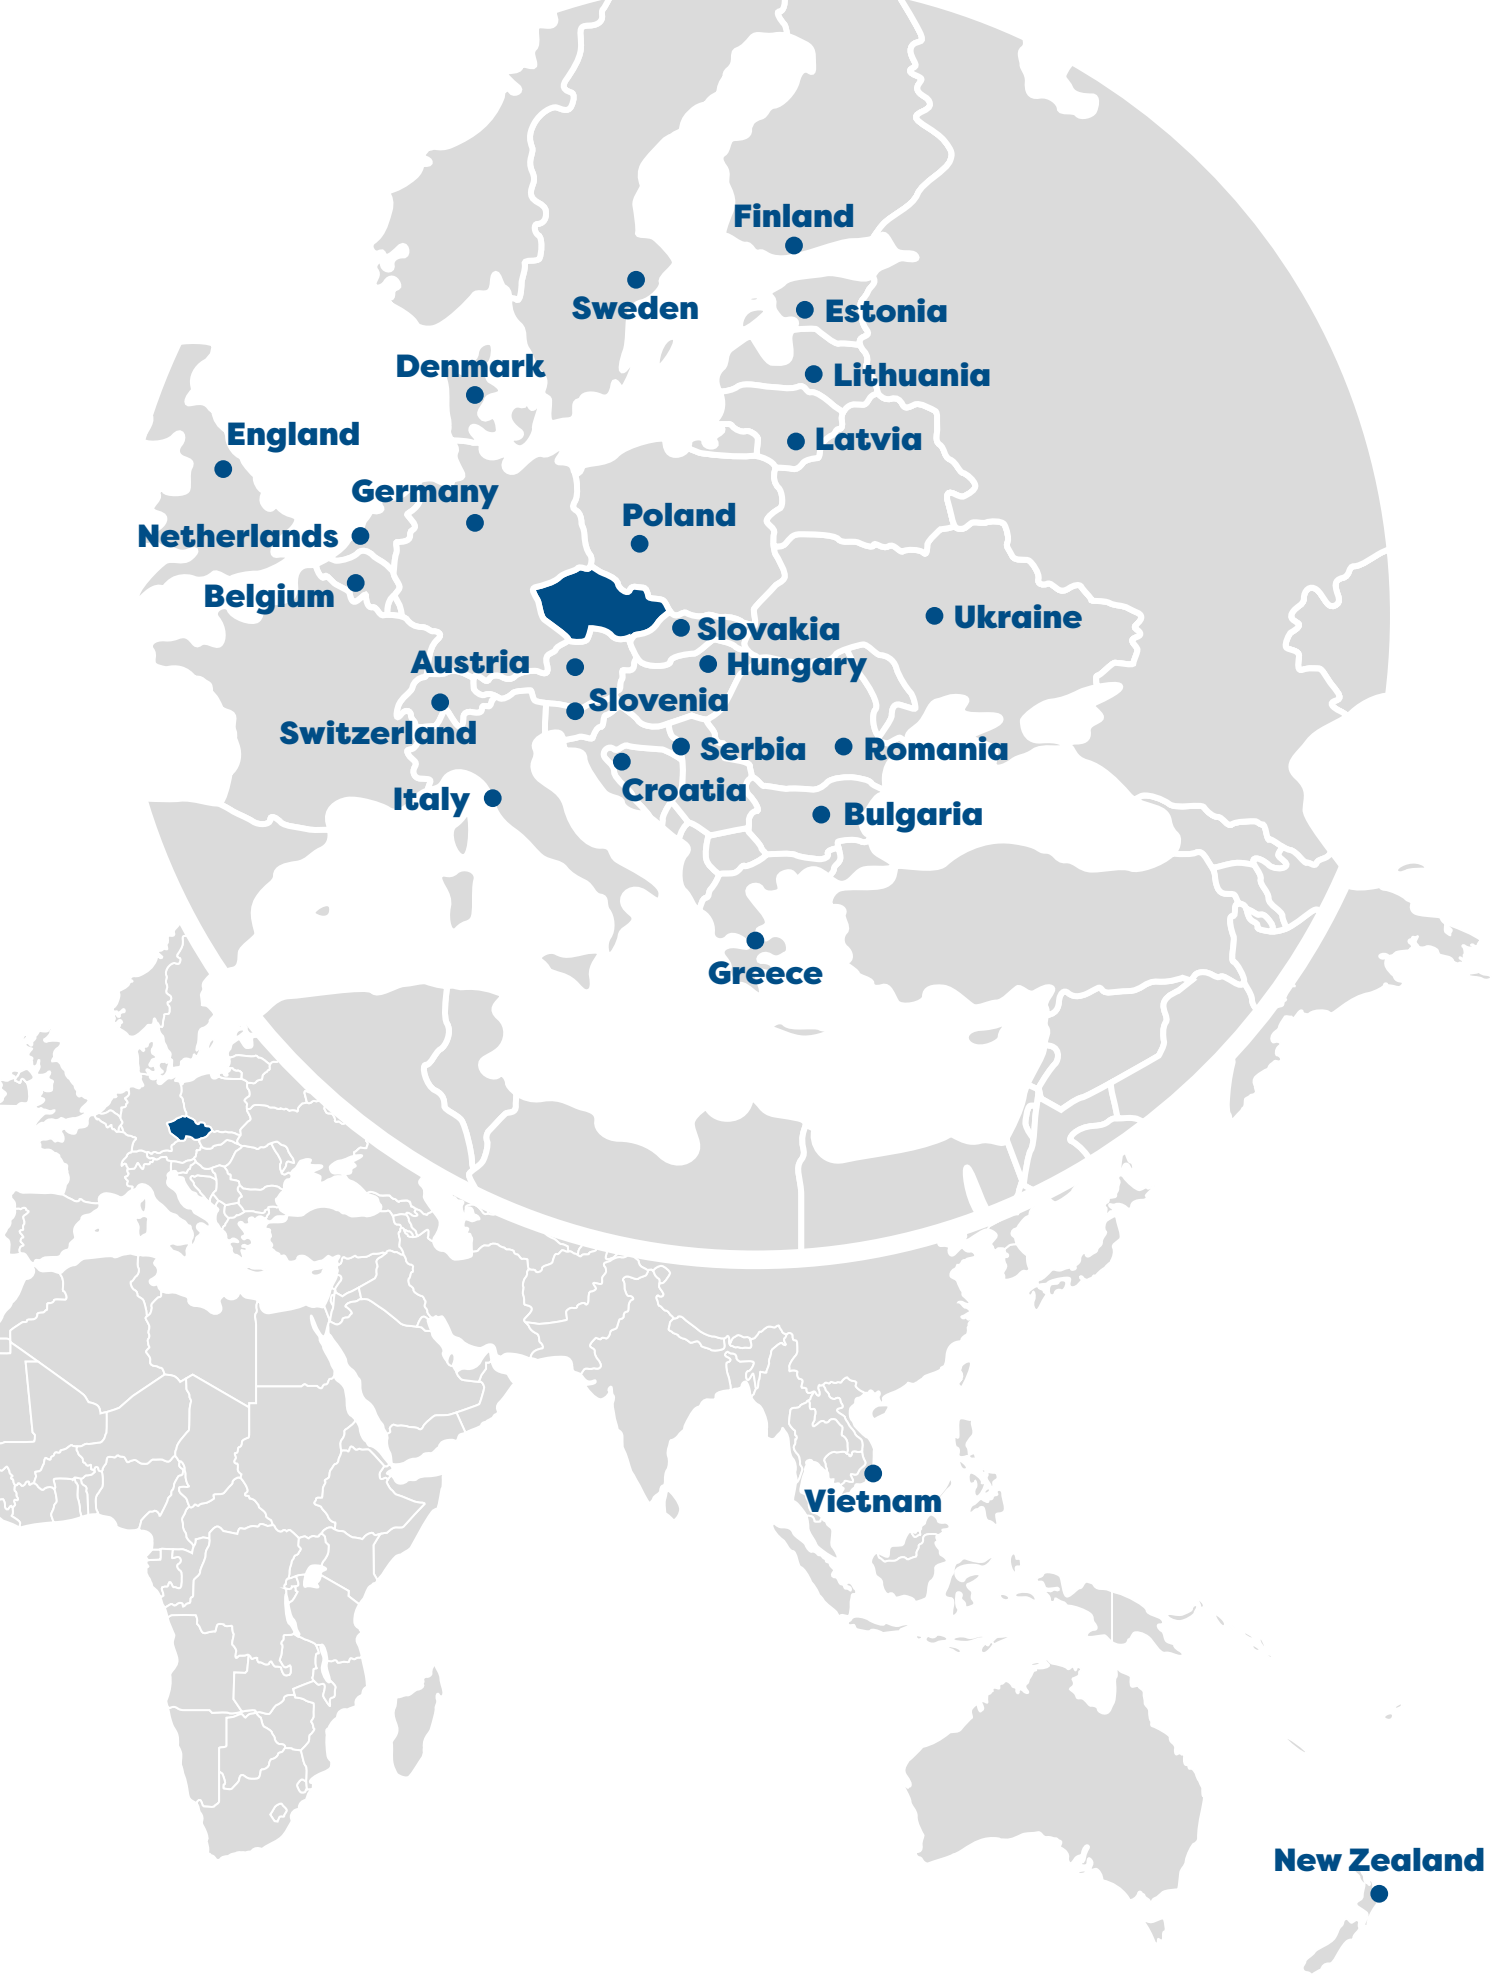 Finland
Sweden
Estonia
Denmark
Lithuania
England
Latvia
Germany
Poland
Netherlands
Belgium
Ukraine
Slovakia
Austria
Hungary
Slovenia
Switzerland
Serbia
Romania
Croatia
Italy
Bulgaria
Greece
Vietnam
New Zealand